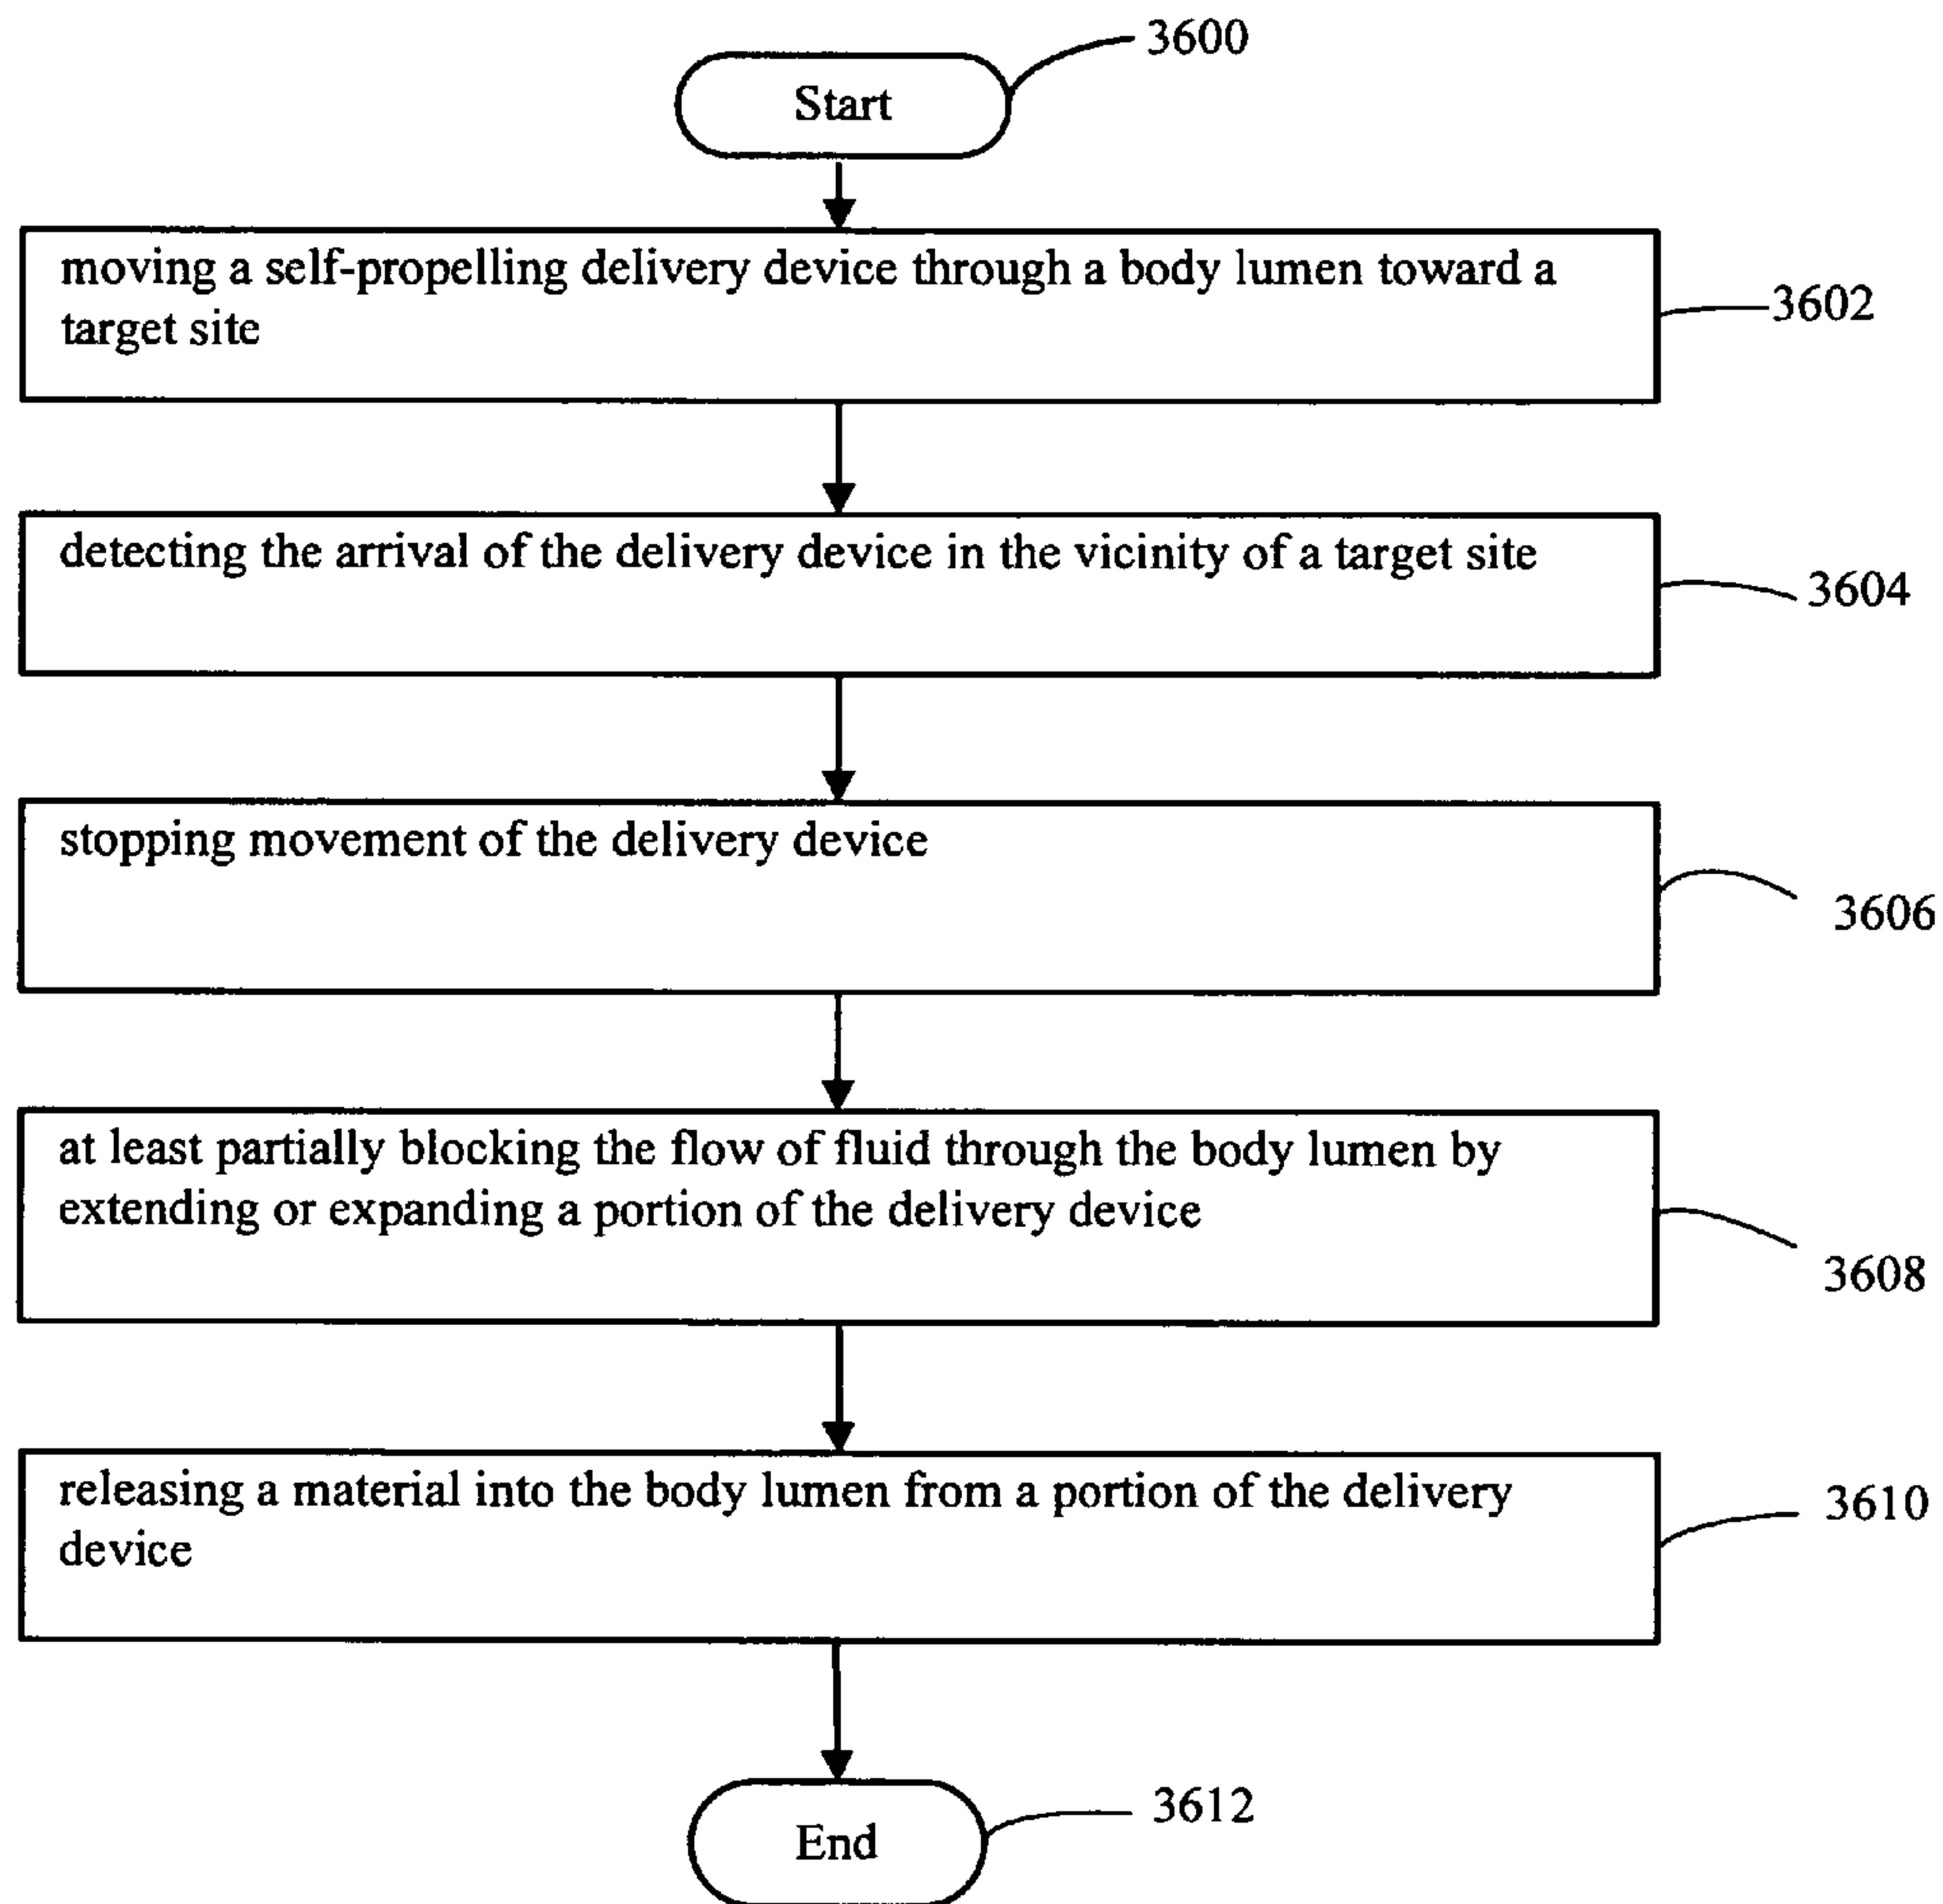 3600
Start
moving a self-propelling delivery device through a body lumen toward a
target site
3602
detecting the arrival of the delivery device in the vicinity of a target site
3604
stopping movement of the delivery device
3606
at least partially blocking the flow of fluid through the body lumen by
extending or expanding a portion of the delivery device
3608
releasing a material into the body lumen from a portion of the delivery
device
3610
3612
End